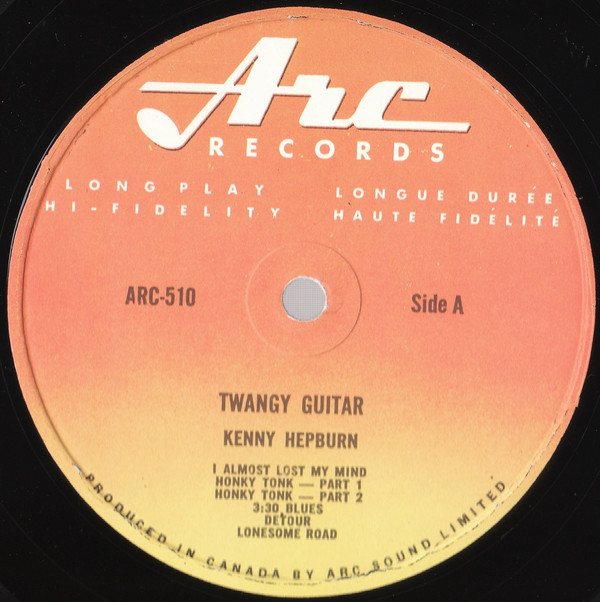 Arc
RECORDS
LONG PLAY
HI-FIDELITY
LONGUE DURÉE
HAUTE FIDÉLITÉ
ARC-510
Side A
TWANGY GUITAR
KENNY HEPBURN
I ALMOST LOST MY MIND
HONKY TONK — PART 1
HONKY TONK — PART 2
3:30 BLUES
DETOUR
LONESOME ROAD
PRODUCED IN CANADA BY ARC SOUND LIMITED